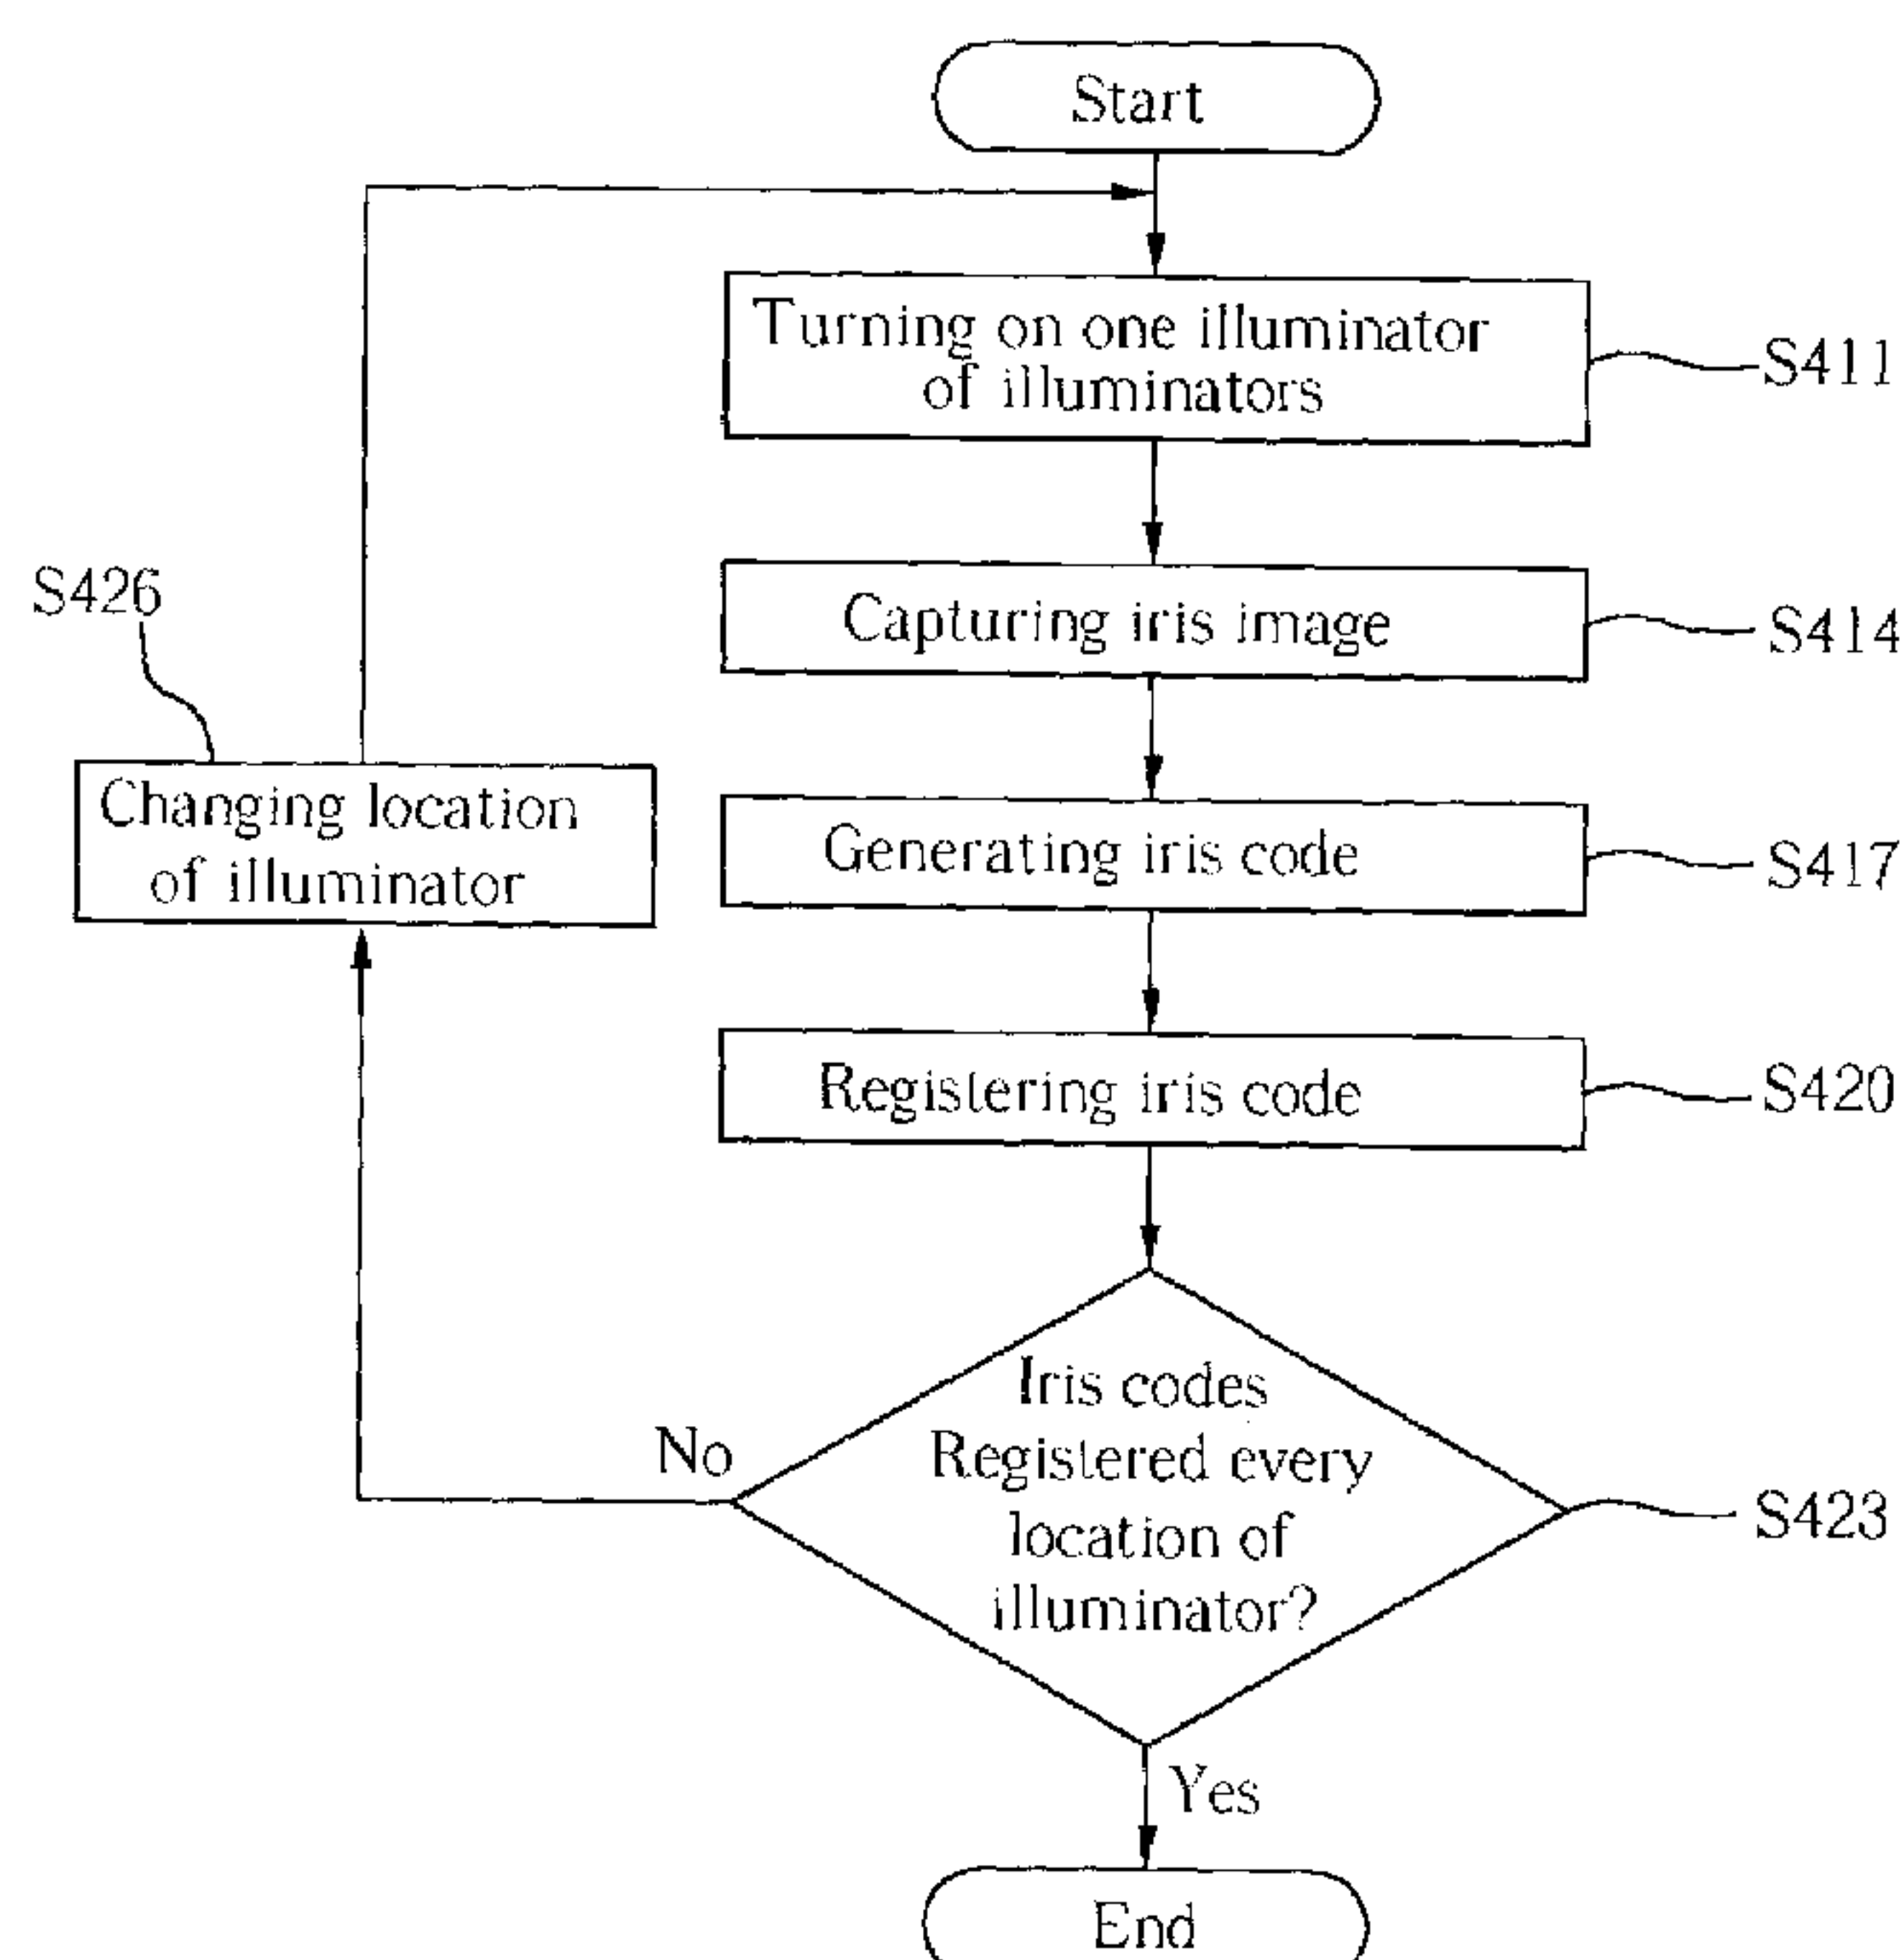 Start
Turning on one illuminator
of illuminators
S411
Capturing iris image
S414
S426
Changing location
of illuminator
Generating iris code
S417
Registering iris code
S420
Iris codes
Registered every
location of
illuminator?
No
S423
Yes
End